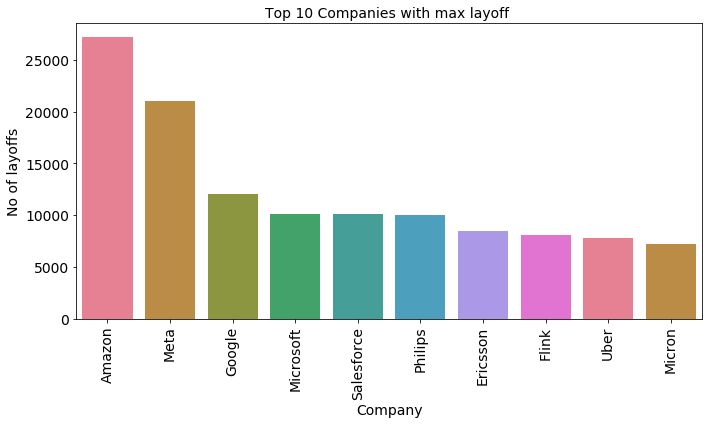 Top 10 Companies with max layoff
No of layoffs
25000
20000
15000
10000
5000
0
Amazon
Meta
Google
Microsoft
Salesforce
Philips
Ericsson
Flink
Uber
Micron
Company